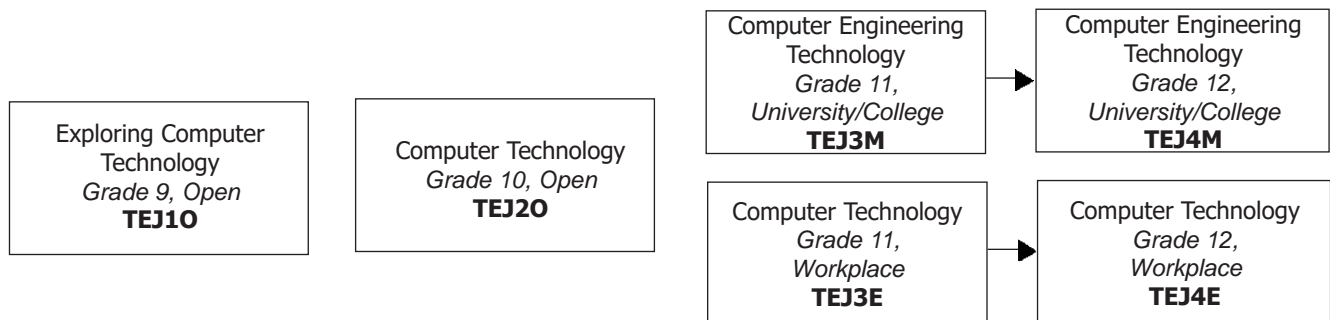 Exploring Computer
Technology
Grade 9, Open
TEJ1O
Computer Technology
Grade 10, Open
TEJ2O
Computer Engineering
Technology
Grade 11,
University/College
TEJ3M
Computer Engineering
Technology
Grade 12,
University/College
TEJ4M
Computer Technology
Grade 11,
Workplace
TEJ3E
Computer Technology
Grade 12,
Workplace
TEJ4E